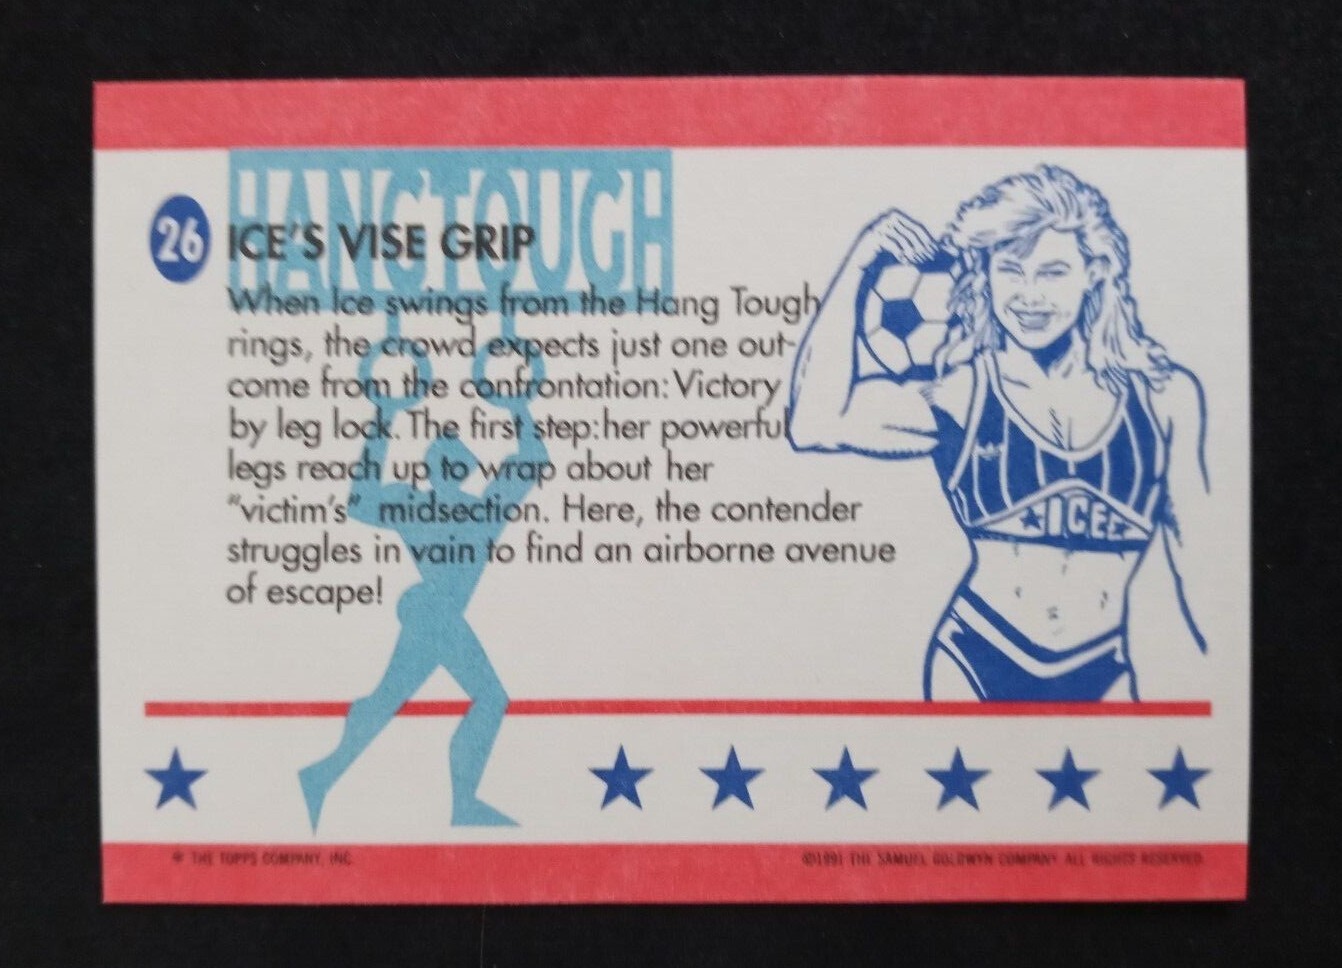 HANGTOUGH
26 ICE'S VISE GRIP
When Ice swings from the Hang Tough
rings, the crowd expects just one out-
come from the confrontation: Victory
by leg lock. The first step:her powerful
legs reach up to wrap about her
"victim's" midsection. Here, the contender
struggles in vain to find an airborne avenue
of escape!
ICE
® THE TOPPS COMPANY, INC.
©1991 THE SAMUEL GOLDWYN COMPANY. ALL RIGHTS RESERVED.